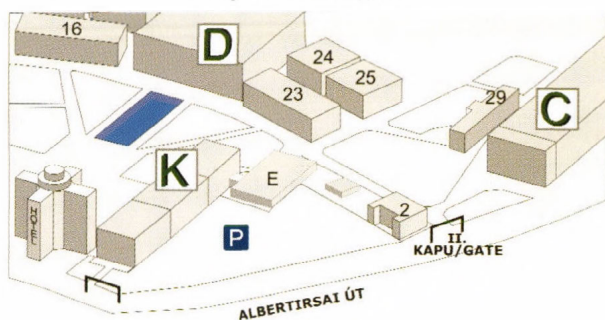 16
D
24
25
23
29
C
K
E
HOTEL
2
P
II.
KAPU/GATE
ALBERTIRSAI ÚT